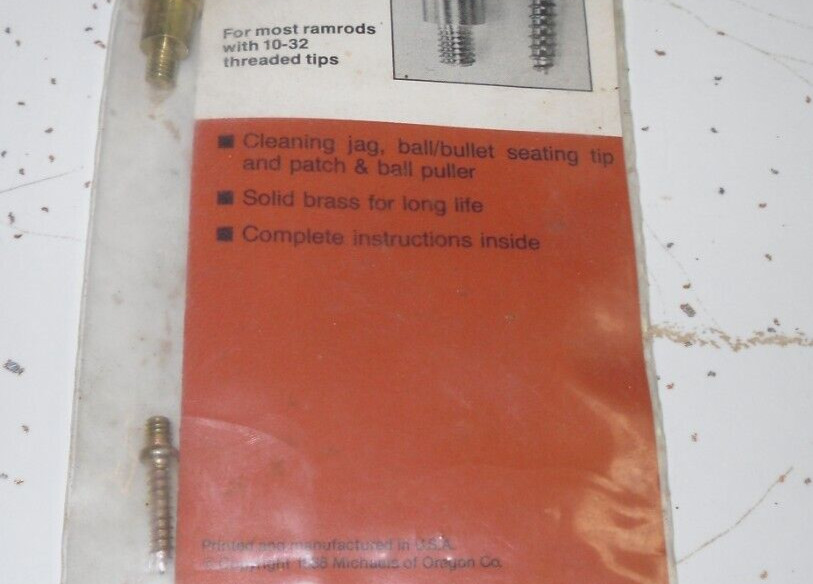 For most ramrods
with 10-32
threaded tips
■ Cleaning jag, ball/bullet seating tip
and patch & ball puller
■ Solid brass for long life
■ Complete instructions inside
Printed and manufactured in U.S.A.
© Copyright Michaels of Oregon Co.